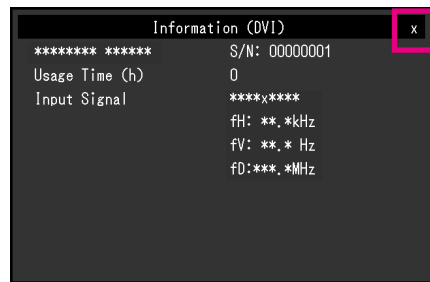 Information (DVI) x
******** ****** S/N: 00000001
Usage Time (h) 0
Input Signal ****x****
fH: **.*kHz
fV: **.* Hz
fD:***.*MHz